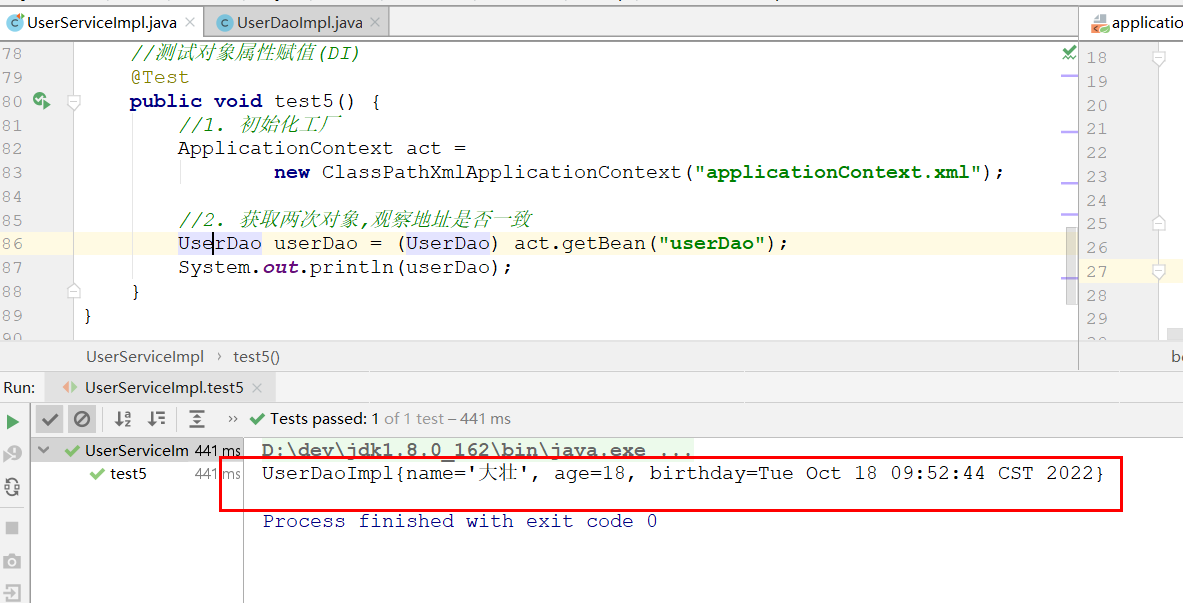 UserServiceImpl.java × UserDaoImpl.java × applicatio
78 //测试对象属性赋值(DI)
79 @Test
80 public void test5() {
81 //1. 初始化工厂
82 ApplicationContext act =
83 new ClassPathXmlApplicationContext("applicationContext.xml");
84
85 //2. 获取两次对象,观察地址是否一致
86 UserDao userDao = (UserDao) act.getBean("userDao");
87 System.out.println(userDao);
88 }
89 }
90
18
19
20
21
22
23
24
25
26
27
28
29
UserServiceImpl › test5()
Run: UserServiceImpl.test5 ×
» Tests passed: 1 of 1 test – 441 ms
UserServiceIm 441 ms D:\dev\jdk1.8.0_162\bin\java.exe ...
test5 441 ms UserDaoImpl{name='大壮', age=18, birthday=Tue Oct 18 09:52:44 CST 2022}
Process finished with exit code 0